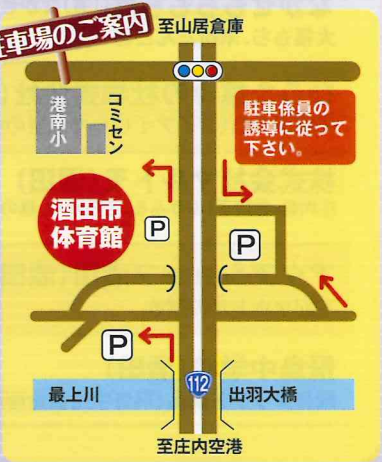 駐車場のご案内
至山居倉庫
港南小
コミセン
駐車係員の
誘導に従って
下さい。
酒田市
体育館
P
P
P
最上川
112
出羽大橋
至庄内空港